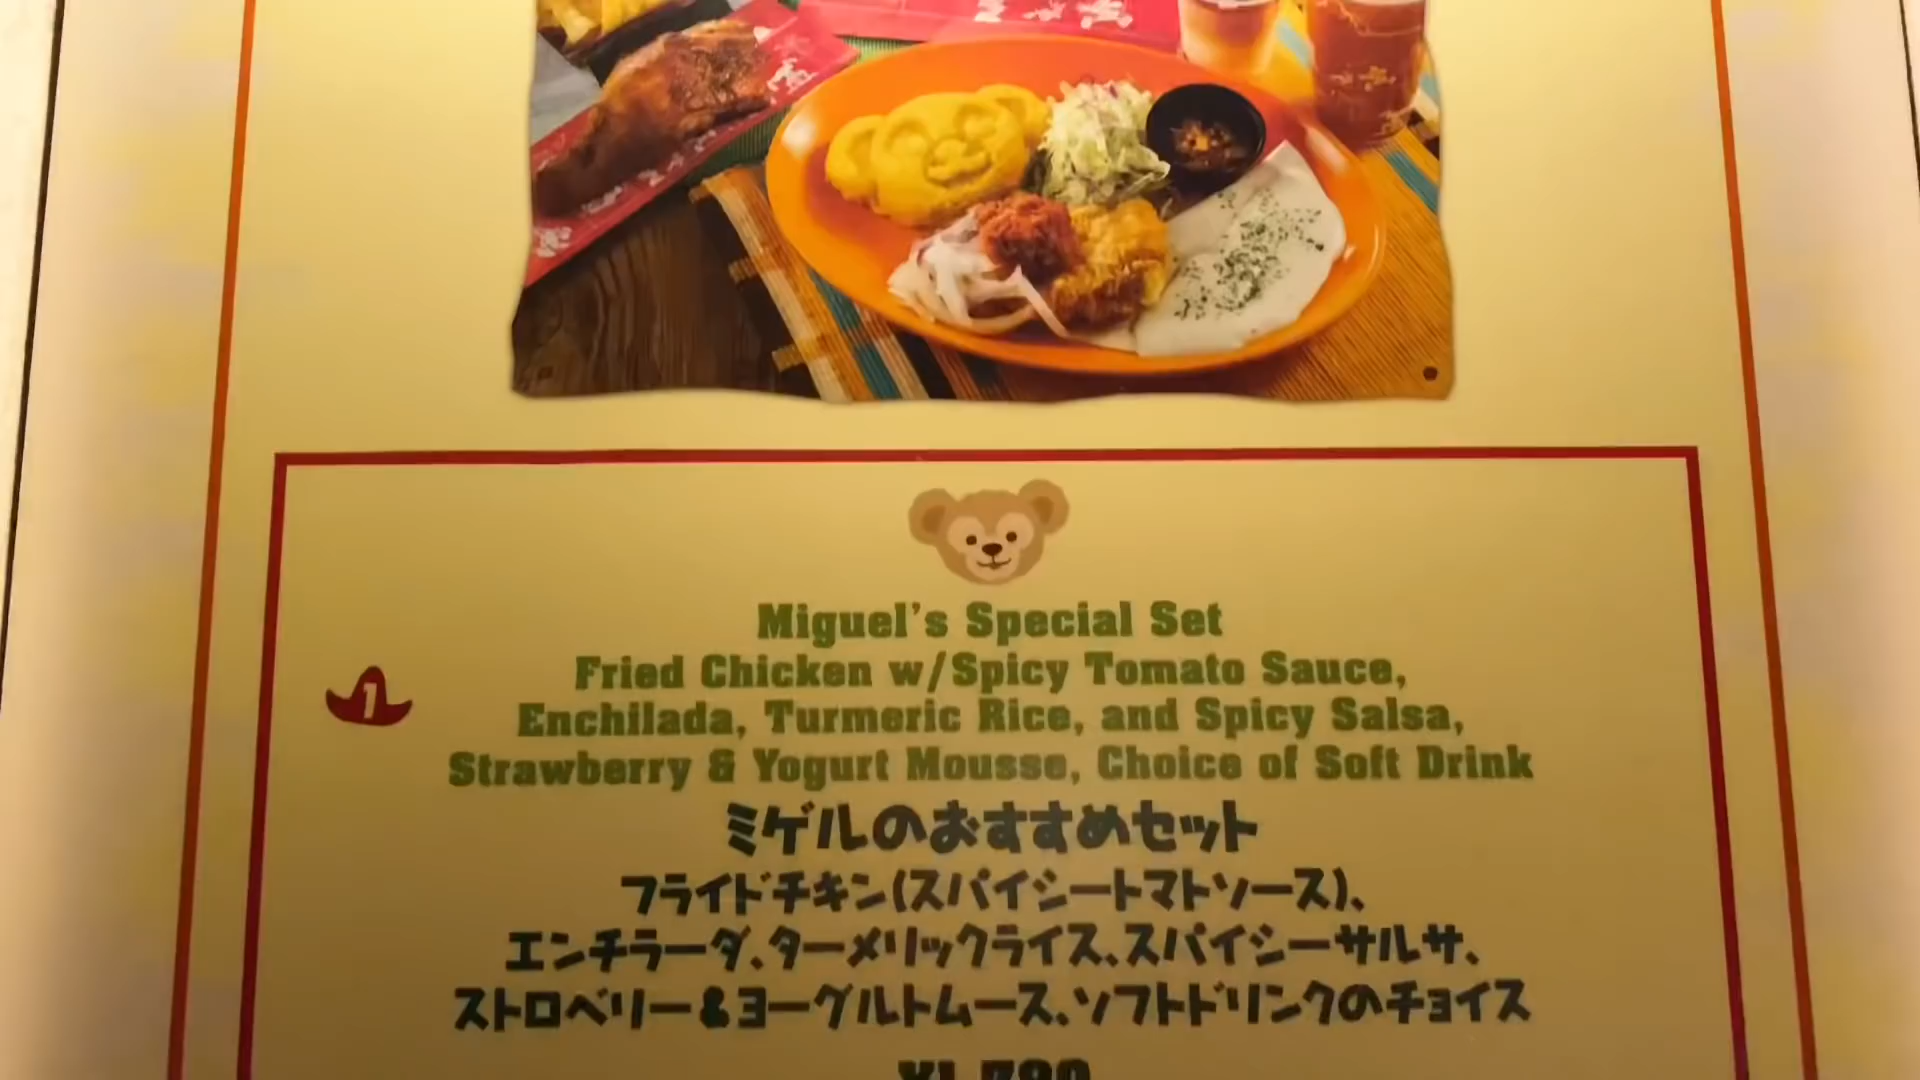 Miguel's Special Set
Fried Chicken w/Spicy Tomato Sauce,
1
Enchilada, Turmeric Rice, and Spicy Salsa,
Strawberry & Yogurt Mousse, Choice of Soft Drink
ミゲルのおすすめセット
フライドチキン(スパイシートマトソース)、
エンチラーダ、ターメリックライス、スパイシーサルサ、
ストロベリー&ヨーグルトムース、ソフトドリンクのチョイス